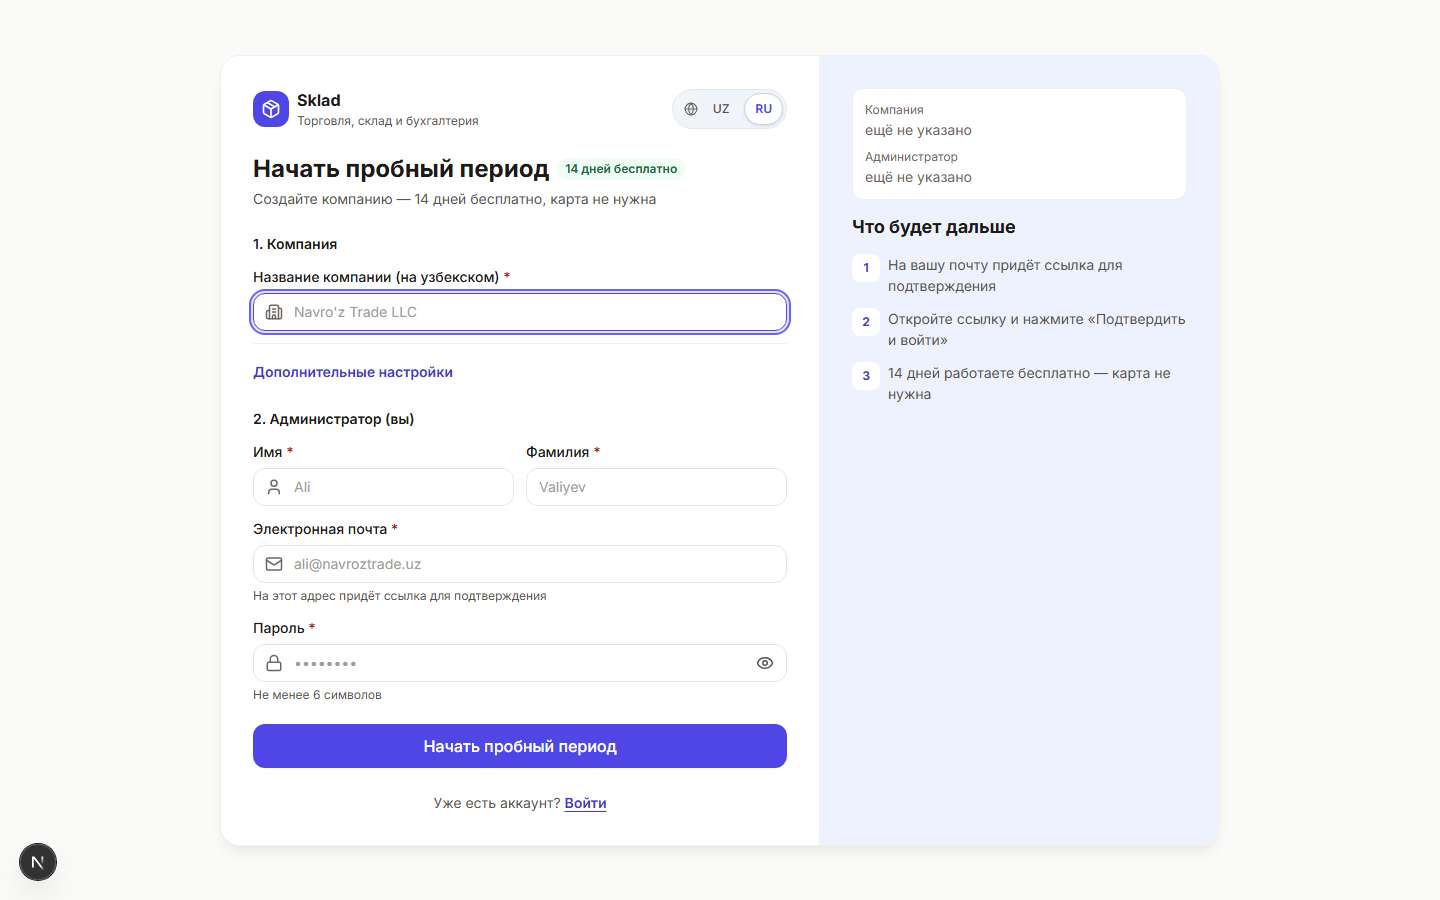 Sklad
Торговля, склад и бухгалтерия
UZ RU
Начать пробный период 14 дней бесплатно
Создайте компанию — 14 дней бесплатно, карта не нужна
1. Компания
Название компании (на узбекском) *
Navro'z Trade LLC
Дополнительные настройки
2. Администратор (вы)
Имя * Фамилия *
Ali Valiyev
Электронная почта *
ali@navroztrade.uz
На этот адрес придёт ссылка для подтверждения
Пароль *
••••••••
Не менее 6 символов
Начать пробный период
Уже есть аккаунт? Войти
Компания
ещё не указано
Администратор
ещё не указано
Что будет дальше
1 На вашу почту придёт ссылка для
подтверждения
2 Откройте ссылку и нажмите «Подтвердить
и войти»
3 14 дней работаете бесплатно — карта не
нужна
N